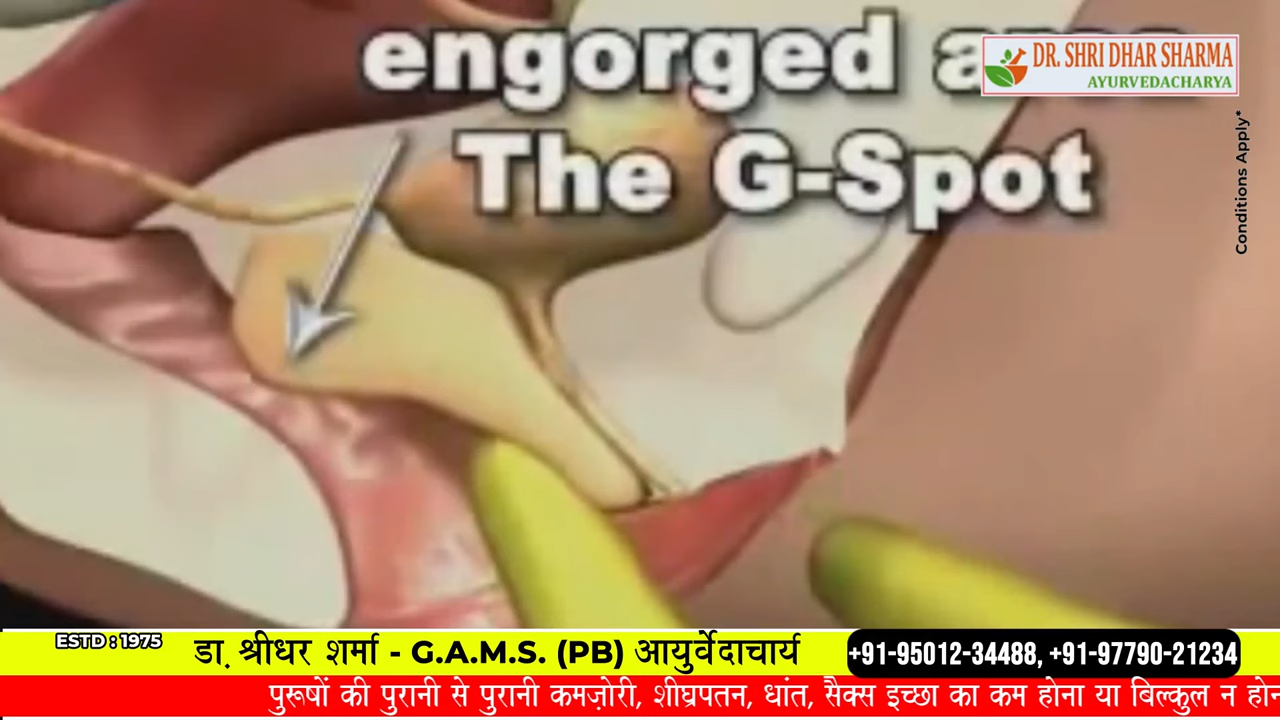 engorged
The G-Spot
DR. SHRI DHAR SHARMA
AYURVEDACHARYA
Conditions Apply*
ESTD : 1975
डा. श्रीधर शर्मा - G.A.M.S. (PB) आयुर्वेदाचार्य
+91-95012-34488, +91-97790-21234
पुरूषों की पुरानी से पुरानी कमज़ोरी, शीघ्रपतन, धांत, सैक्स इच्छा का कम होना या बिल्कुल न